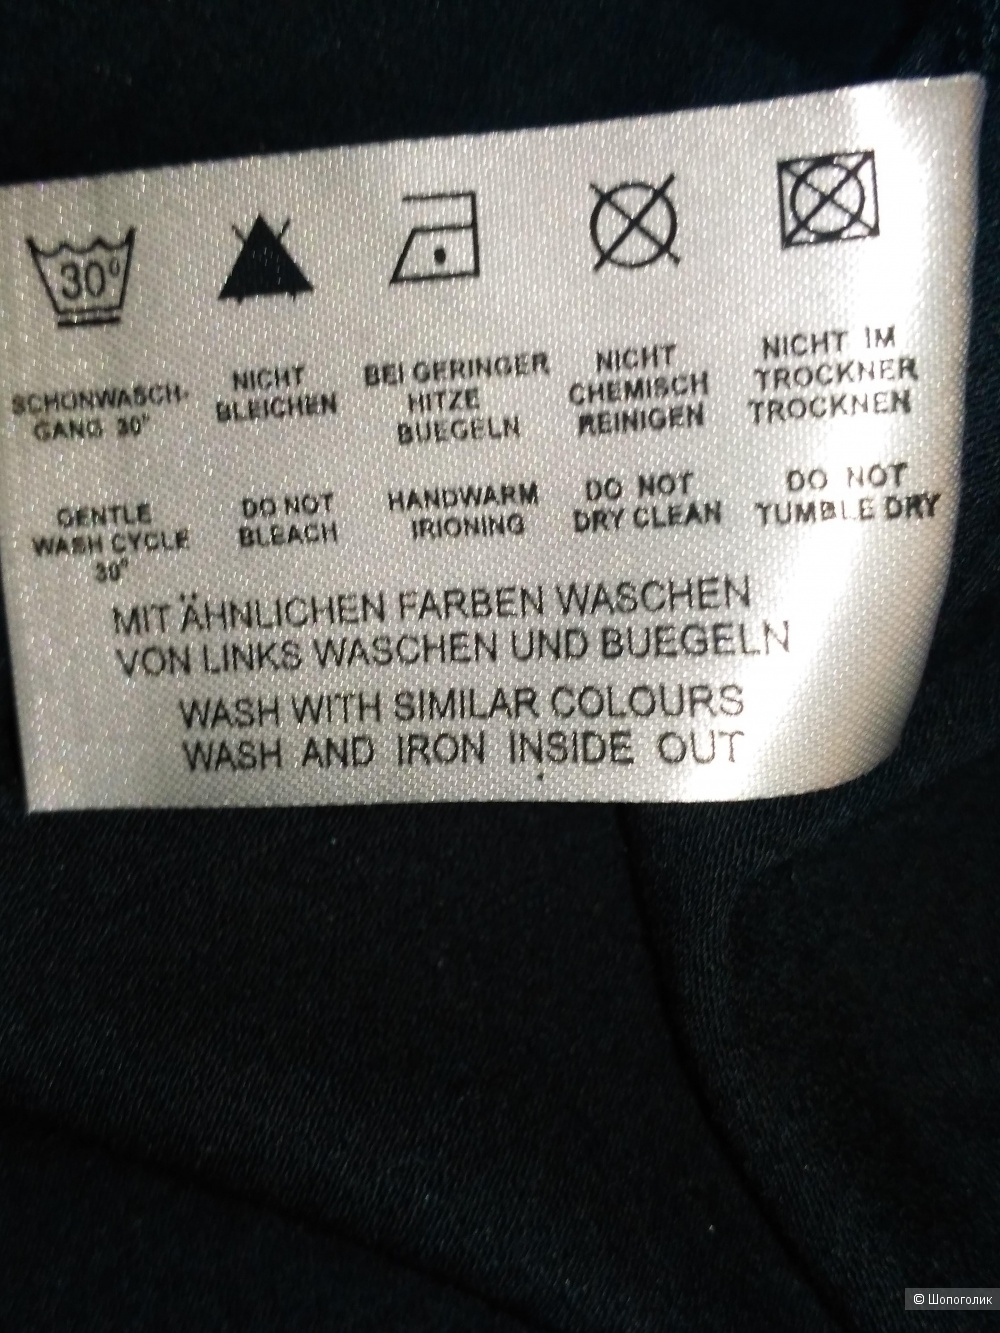 30°
SCHONWASCH-
GANG 30°
NICHT
BLEICHEN
BEI GERINGER
HITZE
BUEGELN
NICHT
CHEMISCH
REINIGEN
NICHT IM
TROCKNER
TROCKNEN
GENTLE
WASH CYCLE
30°
DO NOT
BLEACH
HANDWARM
IRIONING
DO NOT
DRY CLEAN
DO NOT
TUMBLE DRY
MIT ÄHNLICHEN FARBEN WASCHEN
VON LINKS WASCHEN UND BUEGELN
WASH WITH SIMILAR COLOURS
WASH AND IRON INSIDE OUT
© Шопоголик